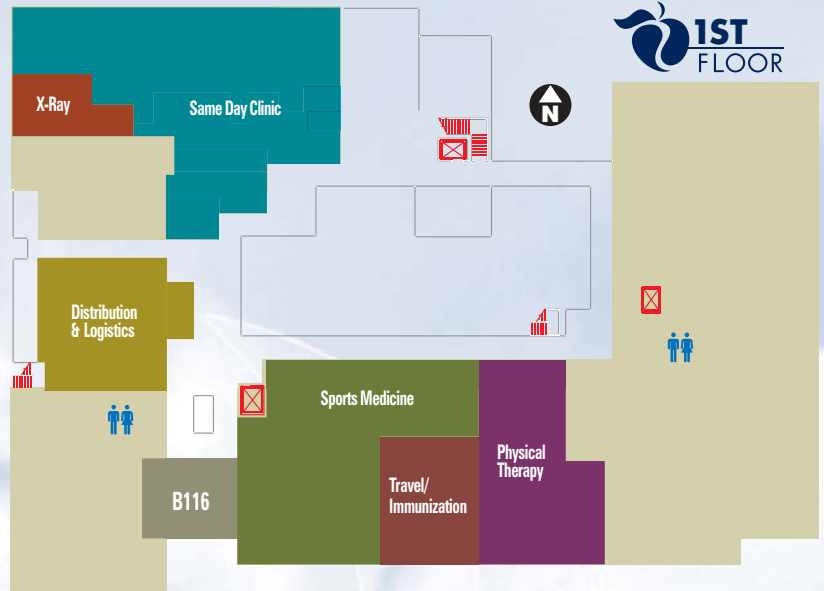 1ST
FLOOR
N
X-Ray
Same Day Clinic
Distribution
& Logistics
Sports Medicine
Physical
Therapy
Travel/
Immunization
B116